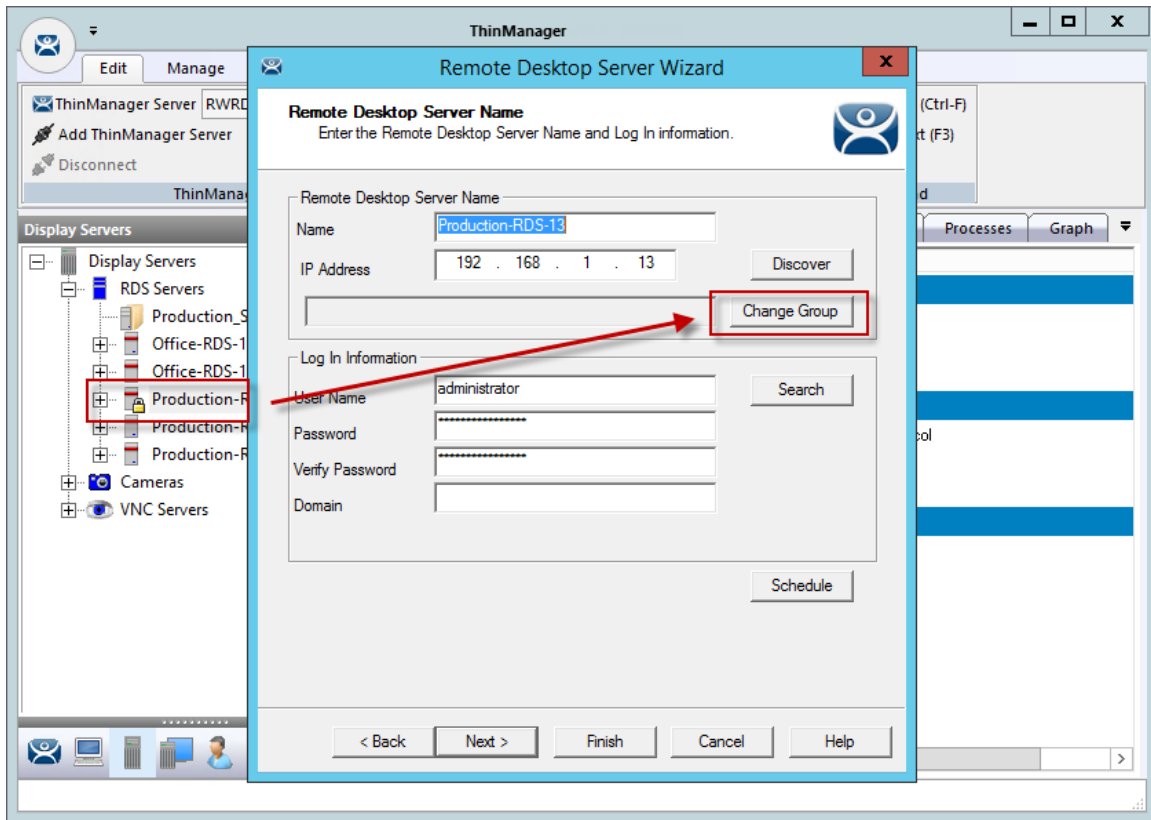 ThinManager
Edit Manage
ThinManager Server RWRD
Add ThinManager Server
Disconnect
ThinMana
(Ctrl-F)
(F3)
Remote Desktop Server Wizard
X
Remote Desktop Server Name
Enter the Remote Desktop Server Name and Log In information.
Display Servers
Display Servers
RDS Servers
Production_S
Office-RDS-1
Office-RDS-1
Production-R
Production-R
Production-R
Cameras
VNC Servers
Remote Desktop Server Name
Name Production-RDS-13
IP Address 192 . 168 . 1 . 13 Discover
Change Group
Log In Information
User Name administrator Search
Password ****************
Verify Password ****************
Domain
Schedule
< Back Next > Finish Cancel Help
Processes Graph
col